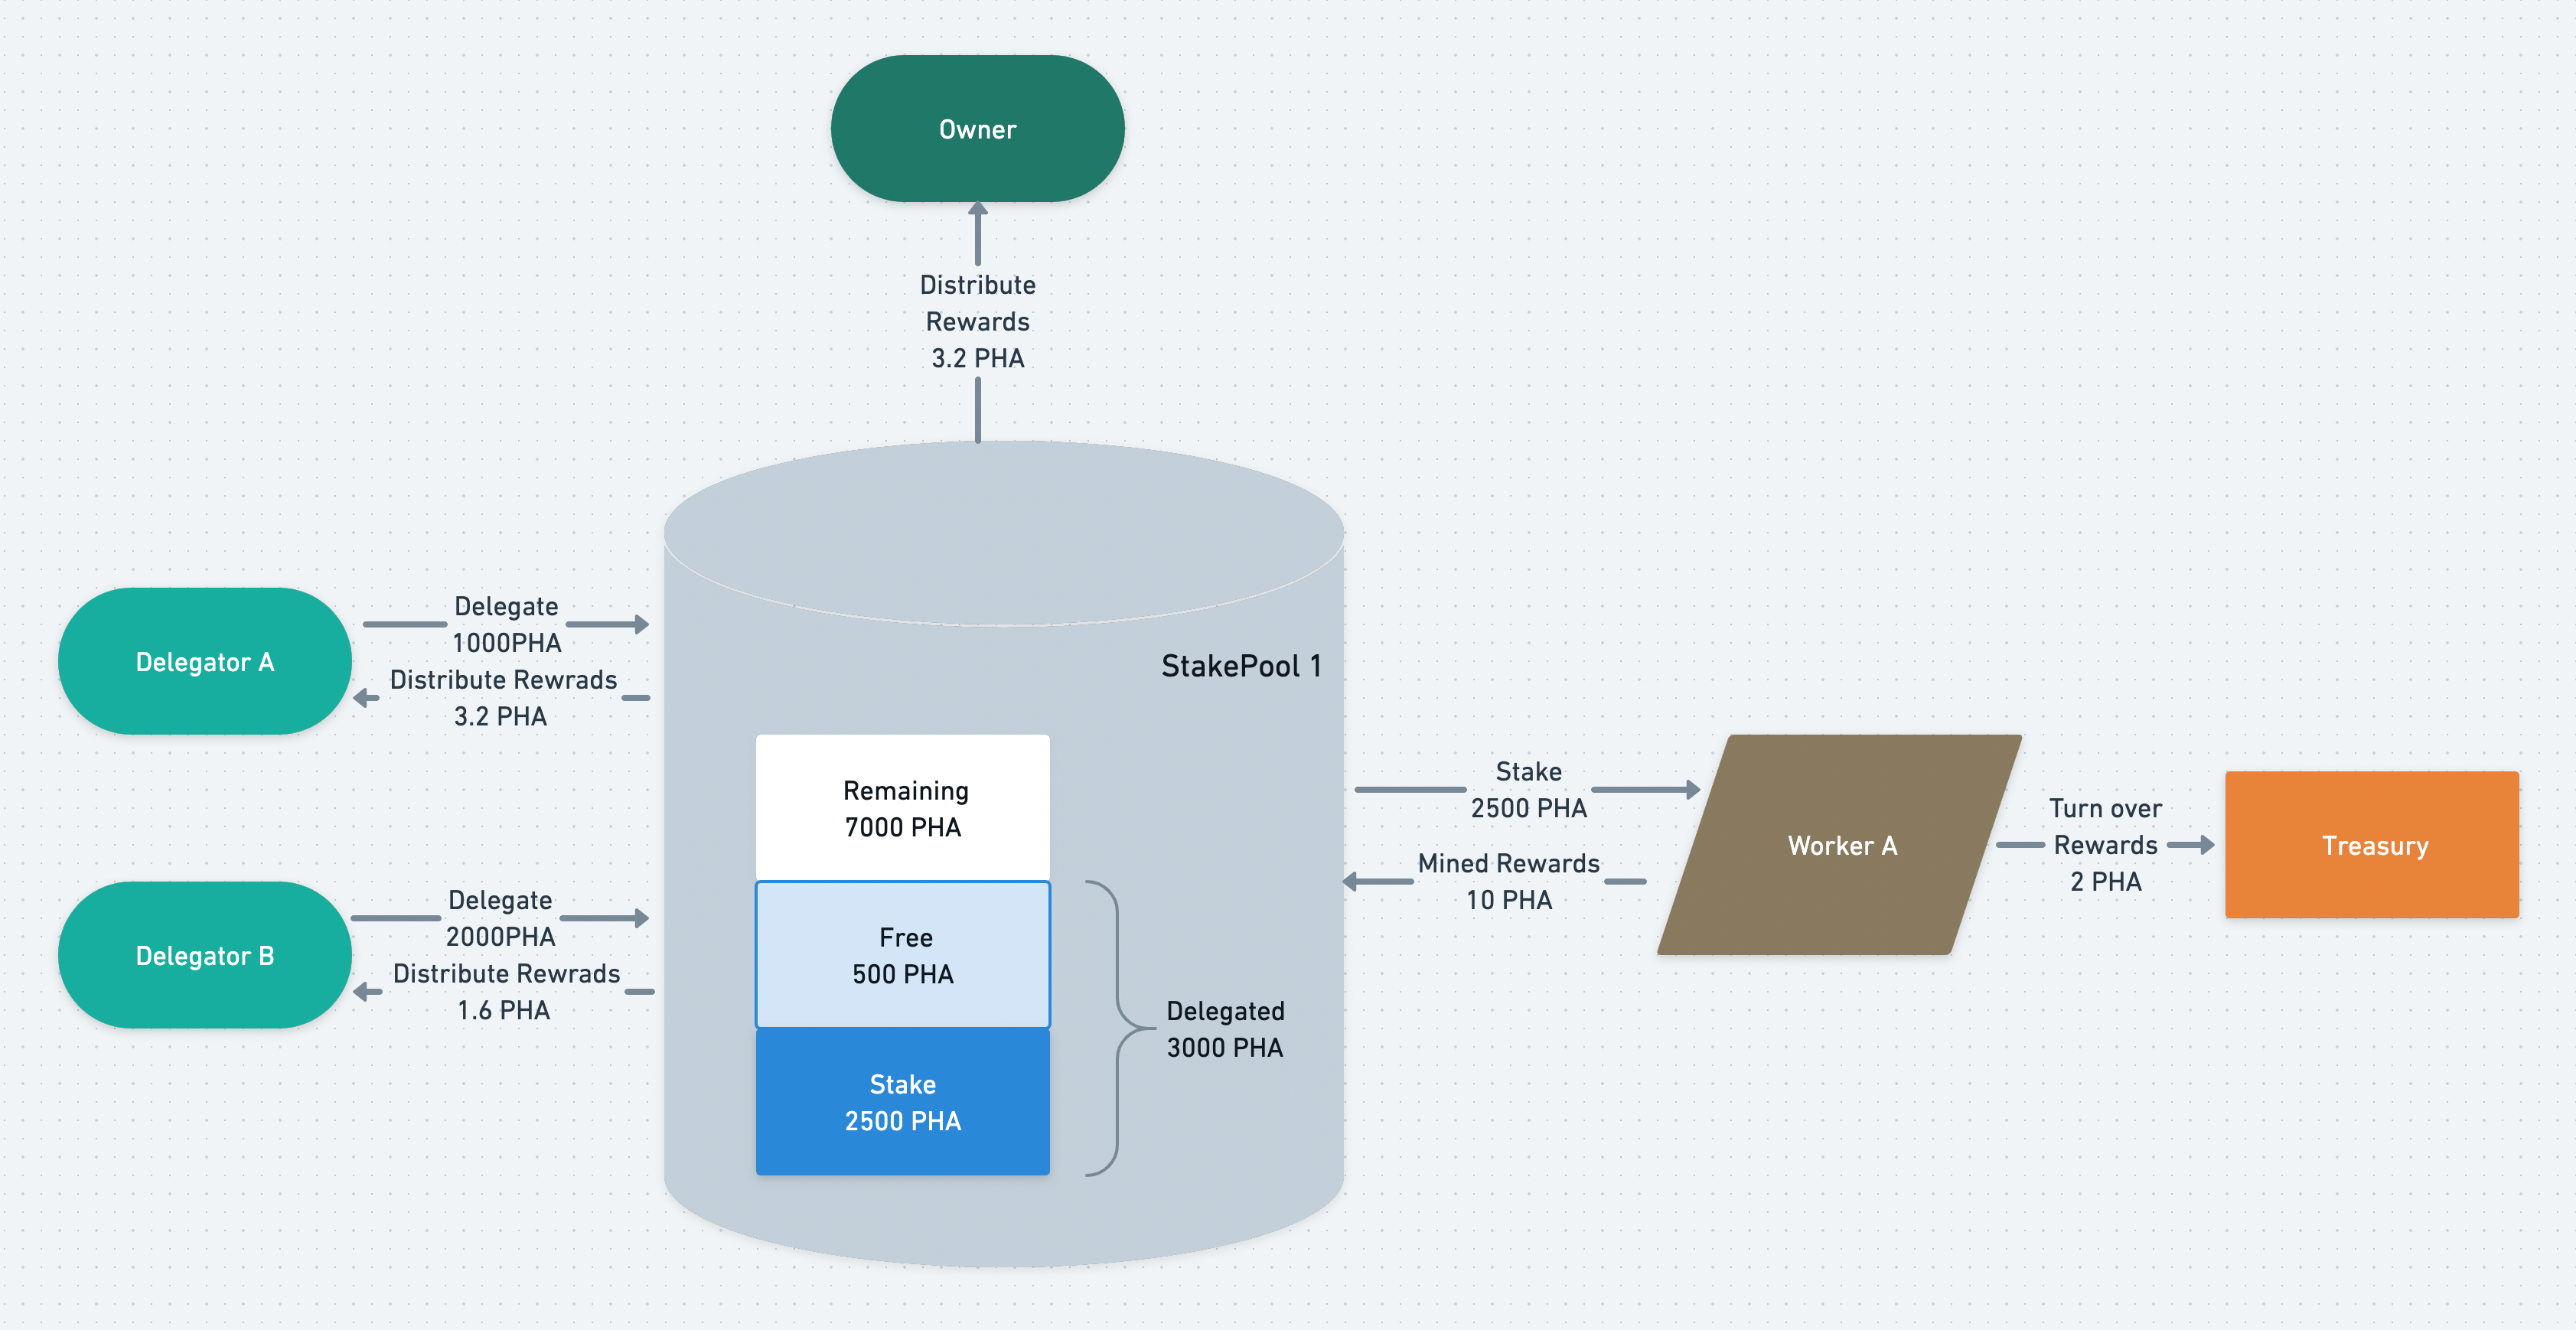 Owner
Distribute
Rewards
3.2 PHA
Delegator A
Delegate
1000PHA
Distribute Rewrads
3.2 PHA
StakePool 1
Delegator B
Delegate
2000PHA
Distribute Rewrads
1.6 PHA
Remaining
7000 PHA
Free
500 PHA
Stake
2500 PHA
Delegated
3000 PHA
Stake
2500 PHA
Mined Rewards
10 PHA
Worker A
Turn over
Rewards
2 PHA
Treasury